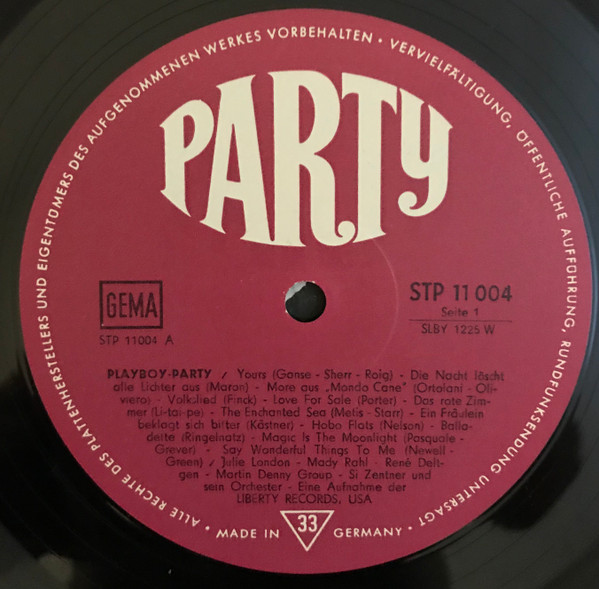 ALLE RECHTE DES PLATTENHERSTELLERS UND EIGENTÜMERS DES AUFGENOMMENEN WERKES VORBEHALTEN • VERVIELFÄLTIGUNG, ÖFFENTLICHE AUFFÜHRUNG, RUNDFUNKSENDUNG UNTERSAGT •
PARTY
GEMA
STP 11004 A
STP 11 004
Seite 1
SLBY 1225 W
PLAYBOY-PARTY / Yours (Ganse - Sherr - Roig) - Die Nacht löscht
alle Lichter aus (Maron) - More aus „Mondo Cane" (Ortolani - Oli-
viero) - Volkslied (Finck) - Love For Sale (Porter) - Das rote Zim-
mer (Li-tai-pe) - The Enchanted Sea (Metis - Starr) - Ein Fräulein
beklagt sich bitter (Kästner) - Hobo Flats (Nelson) - Balla-
deite (Ringelnatz) - Magic Is The Moonlight (Pasquale -
Grever) - Say Wonderful Things To Me (Newell -
Green) / Julie London - Mady Rahl - René Delt-
gen - Martin Denny Group - Si Zentner und
sein Orchester - Eine Aufnahme der
LIBERTY RECORDS, USA
MADE IN 33 GERMANY